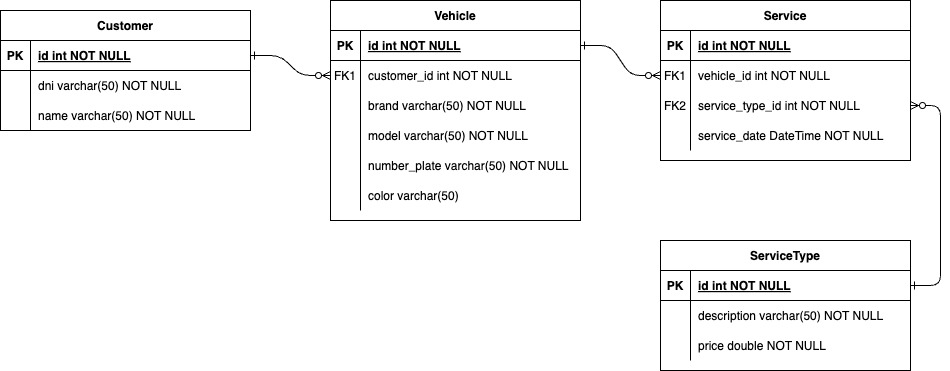 Customer
PK id int NOT NULL
dni varchar(50) NOT NULL
name varchar(50) NOT NULL
Vehicle
PK id int NOT NULL
FK1 customer_id int NOT NULL
brand varchar(50) NOT NULL
model varchar(50) NOT NULL
number_plate varchar(50) NOT NULL
color varchar(50)
Service
PK id int NOT NULL
FK1 vehicle_id int NOT NULL
FK2 service_type_id int NOT NULL
service_date DateTime NOT NULL
ServiceType
PK id int NOT NULL
description varchar(50) NOT NULL
price double NOT NULL